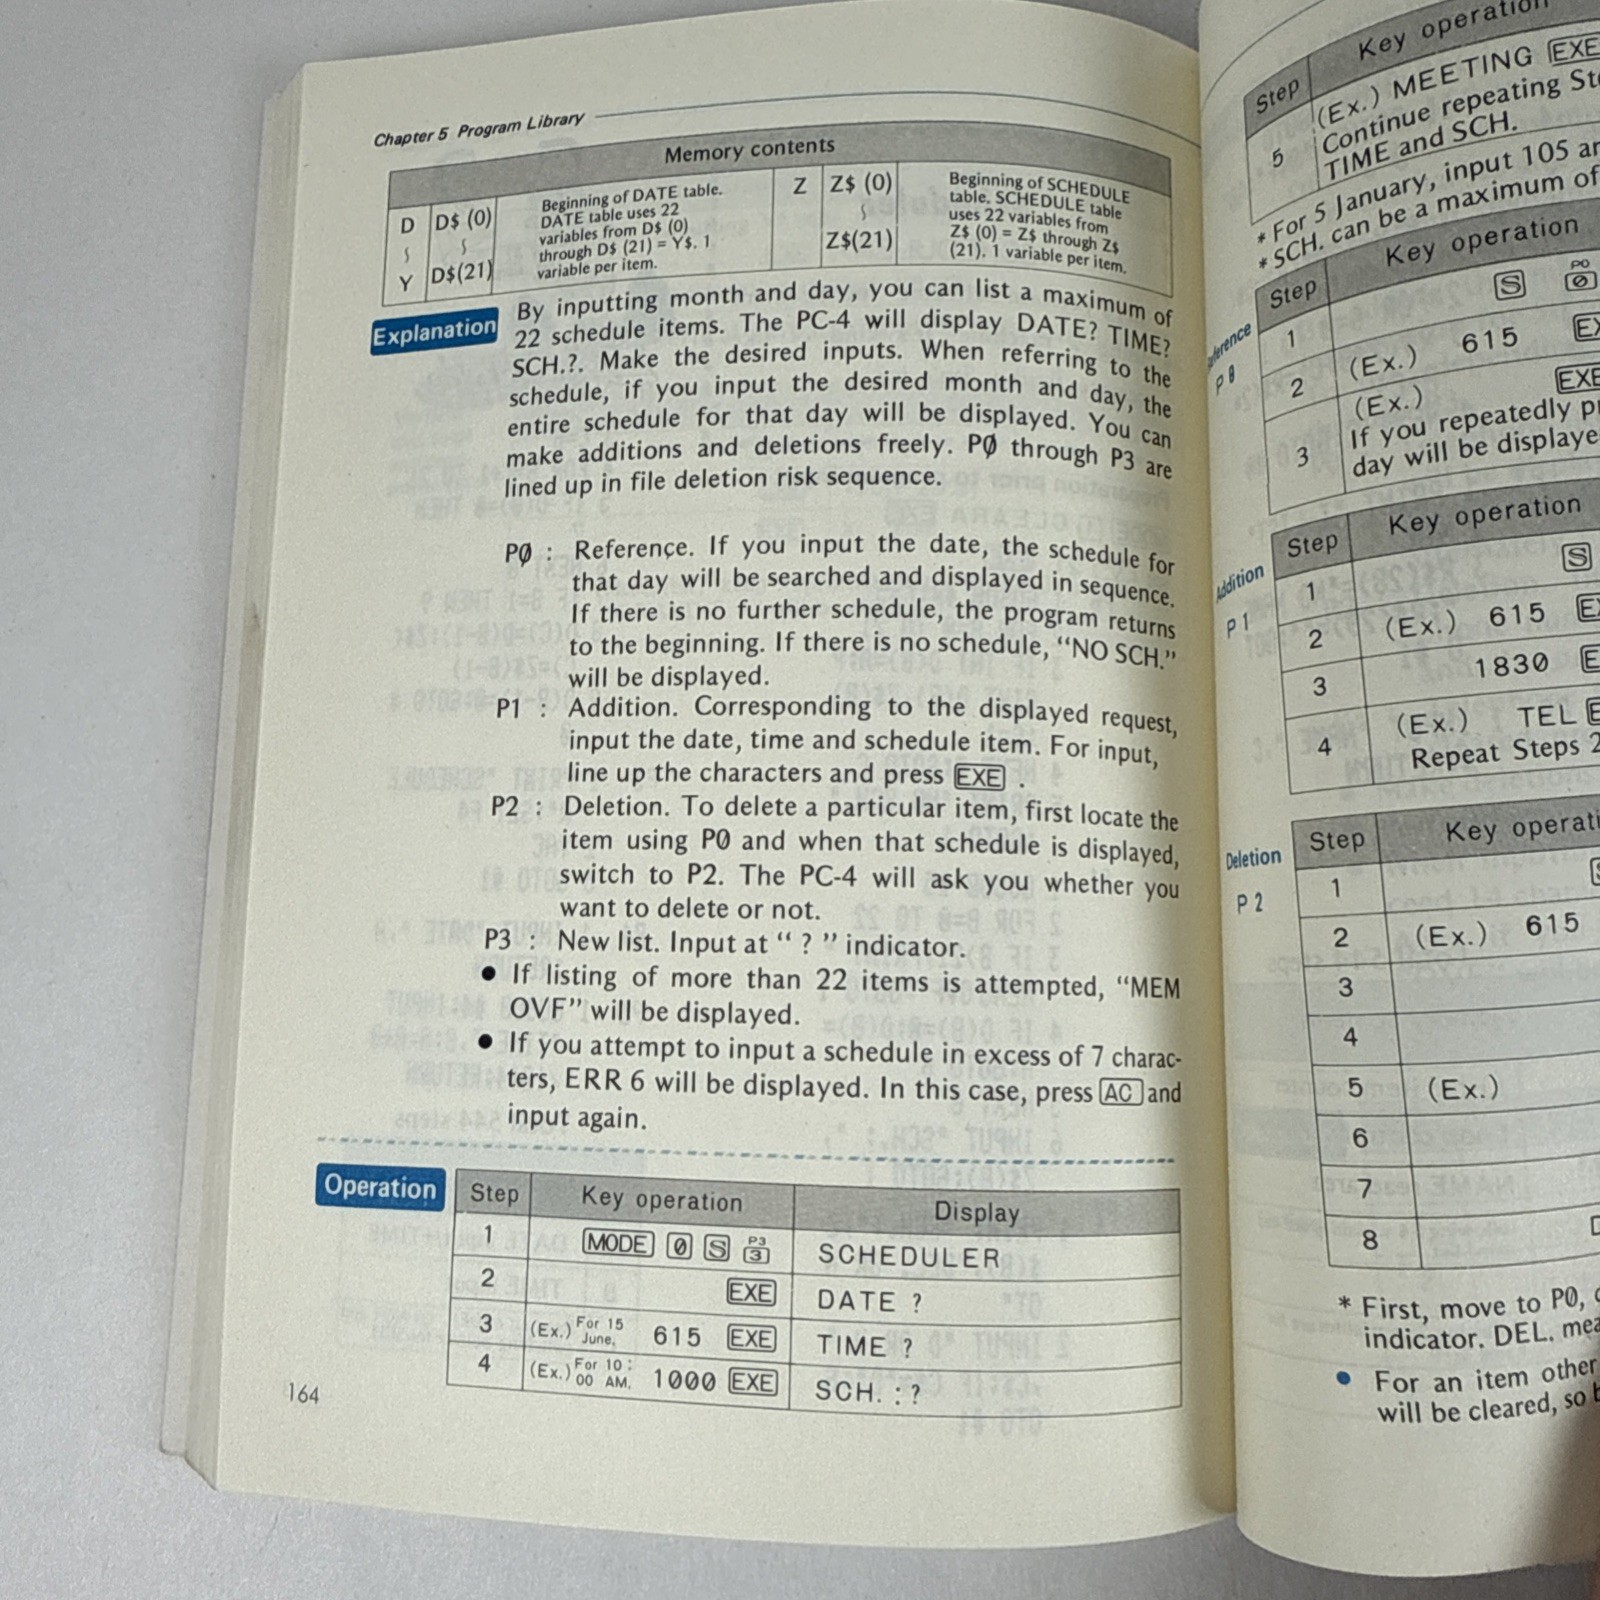 Chapter 5 Program Library
Memory contents
D
~
Y
D$ (0)
~
D$(21)
Beginning of DATE table.
DATE table uses 22
variables from D$ (0)
through D$ (21) = Y$. 1
variable per item.
Z
Z$ (0)
~
Z$(21)
Beginning of SCHEDULE
table. SCHEDULE table
uses 22 variables from
Z$ (0) = Z$ through Z$
(21). 1 variable per item.
Explanation
By inputting month and day, you can list a maximum of
22 schedule items. The PC-4 will display DATE? TIME?
SCH.?. Make the desired inputs. When referring to the
schedule, if you input the desired month and day, the
entire schedule for that day will be displayed. You can
make additions and deletions freely. PØ through P3 are
lined up in file deletion risk sequence.
PØ : Reference. If you input the date, the schedule for
that day will be searched and displayed in sequence.
If there is no further schedule, the program returns
to the beginning. If there is no schedule, “NO SCH.”
will be displayed.
P1 : Addition. Corresponding to the displayed request,
input the date, time and schedule item. For input,
line up the characters and press EXE .
P2 : Deletion. To delete a particular item, first locate the
item using PØ and when that schedule is displayed,
switch to P2. The PC-4 will ask you whether you
want to delete or not.
P3 : New list. Input at “ ? ” indicator.
● If listing of more than 22 items is attempted, “MEM
OVF” will be displayed.
● If you attempt to input a schedule in excess of 7 charac-
ters, ERR 6 will be displayed. In this case, press AC and
input again.
Operation
Step Key operation Display
1 MODE Ø S P3 3 SCHEDULER
2 EXE DATE ?
3 (Ex.) For 15 June, 615 EXE TIME ?
4 (Ex.) For 10 : 00 AM. 1000 EXE SCH. : ?
164
Step Key operation
5 (Ex.) MEETING EXE
Continue repeating
TIME and SCH.
* For 5 January, input 105
* SCH. can be a maximum of
P Ø
Step Key operation
1 S PØ Ø
2 (Ex.) 615
3 (Ex.) EXE
If you repeatedly
day will be
Addition
P 1
Step Key operation
1 S
2 (Ex.) 615
3 1830
4 (Ex.) TEL
Repeat Steps 2
Deletion
P 2
Step Key
1
2 (Ex.) 615
3
4
5 (Ex.)
6
7
8
* First, move to PØ,
indicator. DEL.
● For an item other
will be cleared, so